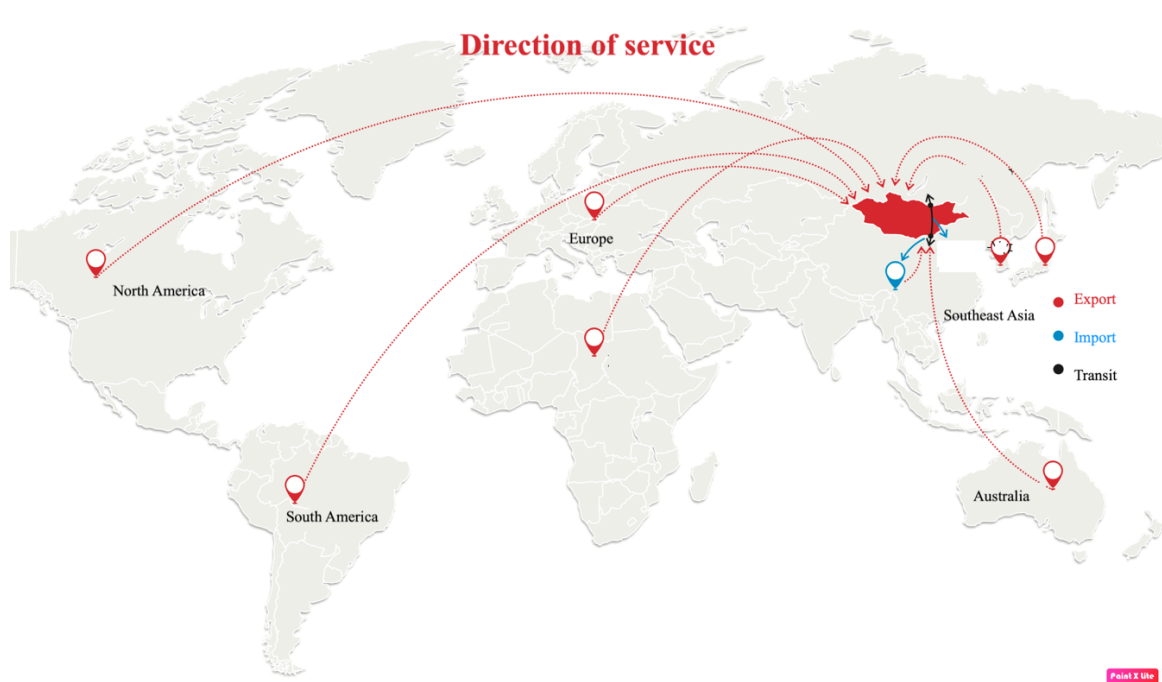 Direction of service
Europe
North America
Southeast Asia
Export
Import
Transit
Australia
South America
Paint X Lite